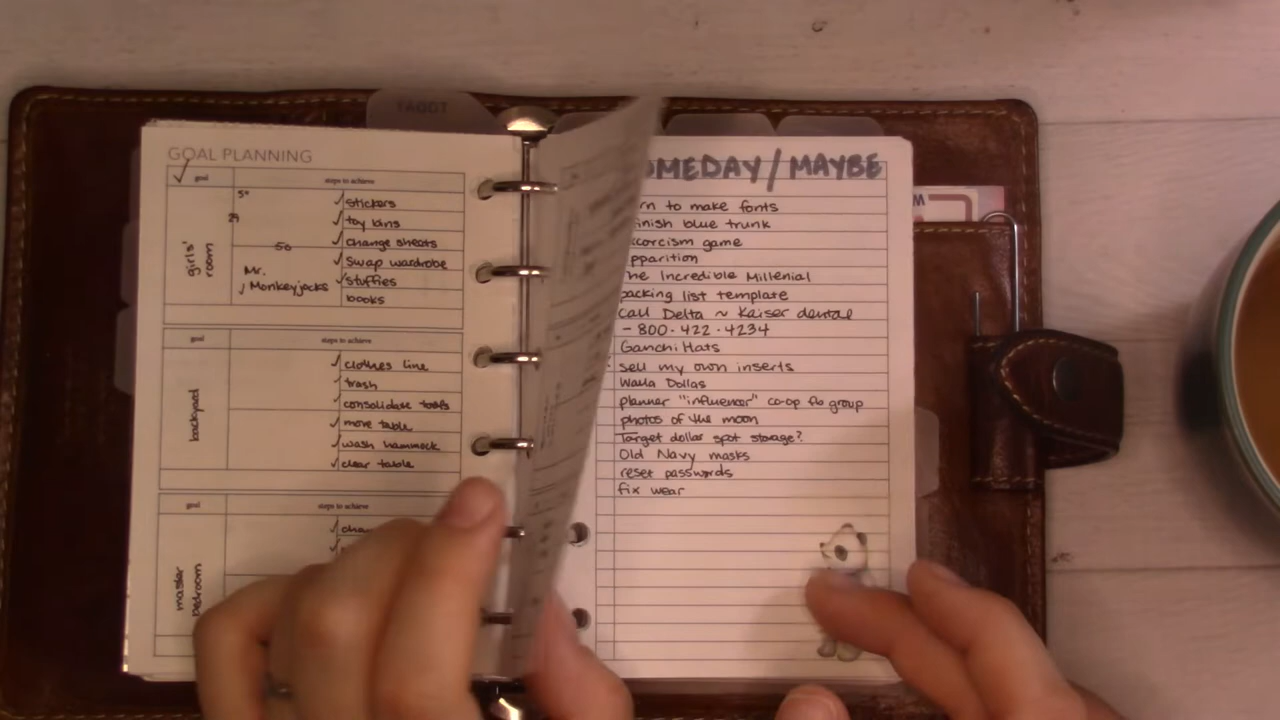 TODAY
GOAL PLANNING
goal
steps to achieve
girls' room
50
Mr.
Monkeyjocks
stickers
toy bins
change sheets
swap wardrobe
stuffies
books
goal
steps to achieve
backyard
clothes line
trash
consolidate toys
move table
wash hammock
clear table
goal
steps to achieve
master bedroom
OMEDAY / MAYBE
rn to make fonts
inish blue trunk
xorcism game
pparition
The Incredible Millenial
packing list template
call Delta ~ Kaiser dental
- 800.422.4234
Ganchi Hats
sell my own inserts
Walla Dollas
planner "influencer" co-op fb group
photos of the moon
Target dollar spot storage?
Old Navy masks
reset passwords
fix wear